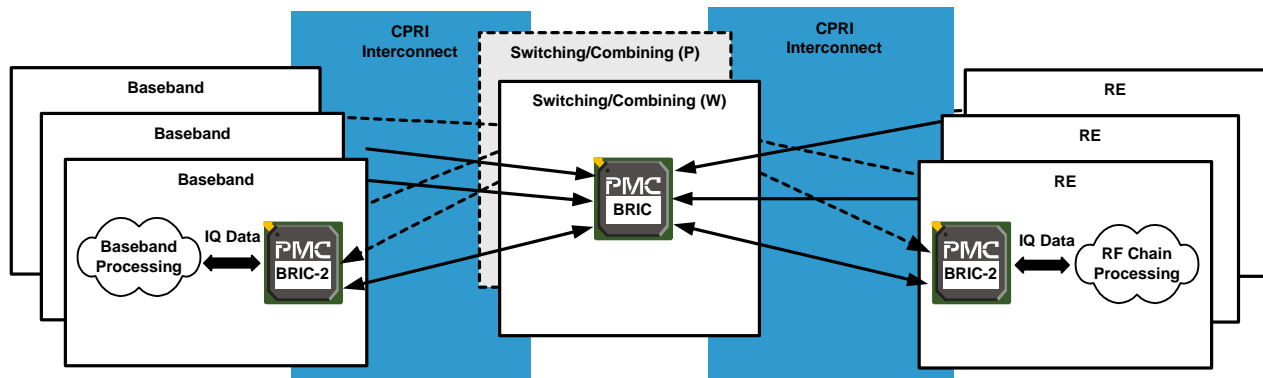 CPRI
Interconnect
Switching/Combining (P)
CPRI
Interconnect
Baseband
Baseband
Baseband
Switching/Combining (W)
RE
RE
RE
Baseband
Processing
IQ Data
PMC
BRIC-2
PMC
BRIC
PMC
BRIC-2
IQ Data
RF Chain
Processing